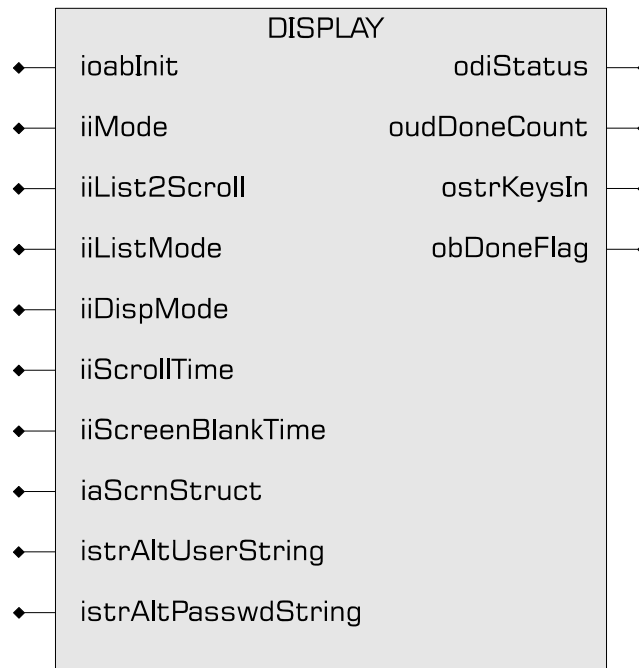 DISPLAY
ioabInit odiStatus
iiMode oudDoneCount
iiList2Scroll ostrKeysIn
iiListMode obDoneFlag
iiDispMode
iiScrollTime
iiScreenBlankTime
iaScrnStruct
istrAltUserString
istrAltPasswdString